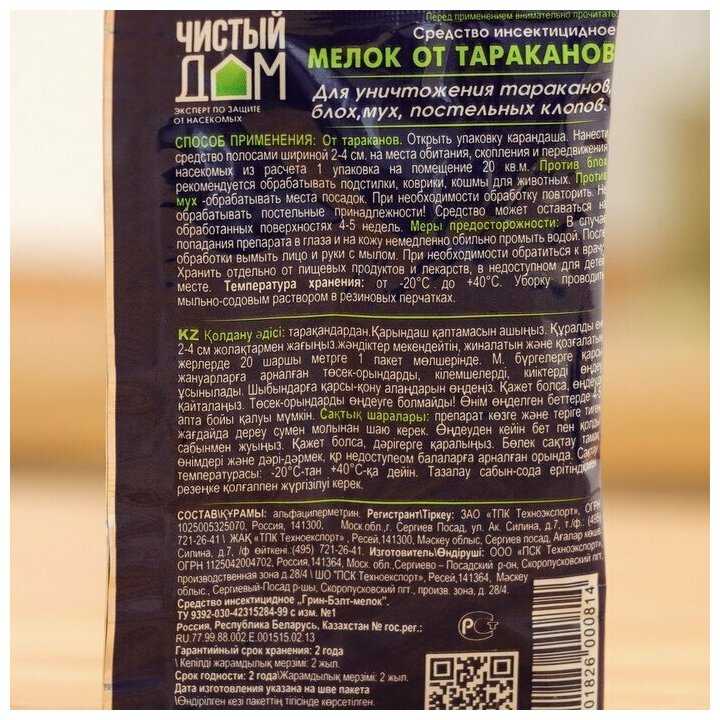 Перед применением внимательно прочитать
ЧИСТЫЙ
ДОМ
ЭКСПЕРТ ПО ЗАЩИТЕ
ОТ НАСЕКОМЫХ
Средство инсектицидное
МЕЛОК ОТ ТАРАКАНОВ
Для уничтожения тараканов,
блох,мух, постельных клопов.
СПОСОБ ПРИМЕНЕНИЯ: От тараканов. Открыть упаковку карандаша. Нанести
средство полосами шириной 2-4 см. на места обитания, скопления и передвижения
насекомых из расчета 1 упаковка на помещение 20 кв.м. Против блох
рекомендуется обрабатывать подстилки, коврики, кошмы для животных. Против
мух -обрабатывать места посадок. При необходимости обработку повторить. Не
обрабатывать постельные принадлежности! Средство может оставаться на
обработанных поверхностях 4-5 недель. Меры предосторожности: В случае
попадания препарата в глаза и на кожу немедленно обильно промыть водой. После
обработки вымыть лицо и руки с мылом. При необходимости обратиться к врачу.
Хранить отдельно от пищевых продуктов и лекарств, в недоступном для детей
месте. Температура хранения: от -20°С до +40°С. Уборку проводить
мыльно-содовым раствором в резиновых перчатках.
KZ Қолдану әдісі: тарақандардан.Қарындаш қаптамасын ашыңыз. Құралды ені
2-4 см жолақтармен жағыңыз.жәндіктер мекендейтін, жиналатын және қозғалатын
жерлерде 20 шаршы метрге 1 пакет мөлшерінде. М. бүргелерге қарсы
жануарларға арналған төсек-орындарды, кілемшелерді, киіктерді өңдеу
ұсынылады. Шыбындарға қарсы-қону алаңдарын өңдеңіз. Қажет болса, өңдеуді
қайталаңыз. Төсек-орындарды өңдеуге болмайды! Өнім өңделген беттерде 4-5
апта бойы қалуы мүмкін. Сақтық шаралары: препарат көзге және теріге тиген
жағдайда дереу сумен молынан шаю керек. Өңдеуден кейін бет пен қолды
сабынмен жуыңыз. Қажет болса, дәрігерге қаралыңыз. Бөлек сақтау тамақ
өнімдері және дәрі-дәрмек, қр недоступеом балаларға арналған орында. Сақтау
температурасы: -20°С-тан +40°С-қа дейін. Тазалау сабын-сода ерітіндімен
резеңке қолғаппен жүргізілуі керек.
СОСТАВ\ҚҰРАМЫ: альфациперметрин. Регистрант\Тіркеу: ЗАО «ТПК Техноэкспорт», ОГРН
1025005325070, Россия, 141300, Моск.обл.,г. Сергиев Посад, ул. Ак. Силина, д.7, т./ф.: (495)
721-26-41 \ ЖАҚ «ТПК Техноексport» , Ресей,141300, Маскеу облыс, Сергиев посад, Ағалар көшесі
Силина, д.7, /ф өйткені.:(495) 721-26-41. Изготовитель\Өндіруші: ООО «ПСК Техноэкспорт»,
ОГРН 1125042004702, Россия,141364, Моск.обл.,Сергиево – Посадский р-он, Скоропусковский пгт.
производственная зона д.28/4 \ ШО "ПСК Техноекспорт», Ресей,141364, Маскеу
облыс., Сергиевый-Посад р-ны, Скоропусковский пгт., произв. зона, д. 28/4.
Средство инсектицидное „Грин-Бэлт-мелок".
ТУ 9392-030-42315284-99 с изм. №1
Россия, Республика Беларусь, Казахстан № гос.рег.:
RU.77.99.88.002.Е.001515.02.13
Гарантийный срок хранения: 2 года
\ Кепілді жарамдылық мерзімі: 2 жыл.
Срок годности: 2 года\Жарамдылық мерзімі: 2 жыл.
Дата изготовления указана на шве пакета
\Өндірілген кезі пакеттің тігісінде көрсетілген.
РСТ
01826 000814